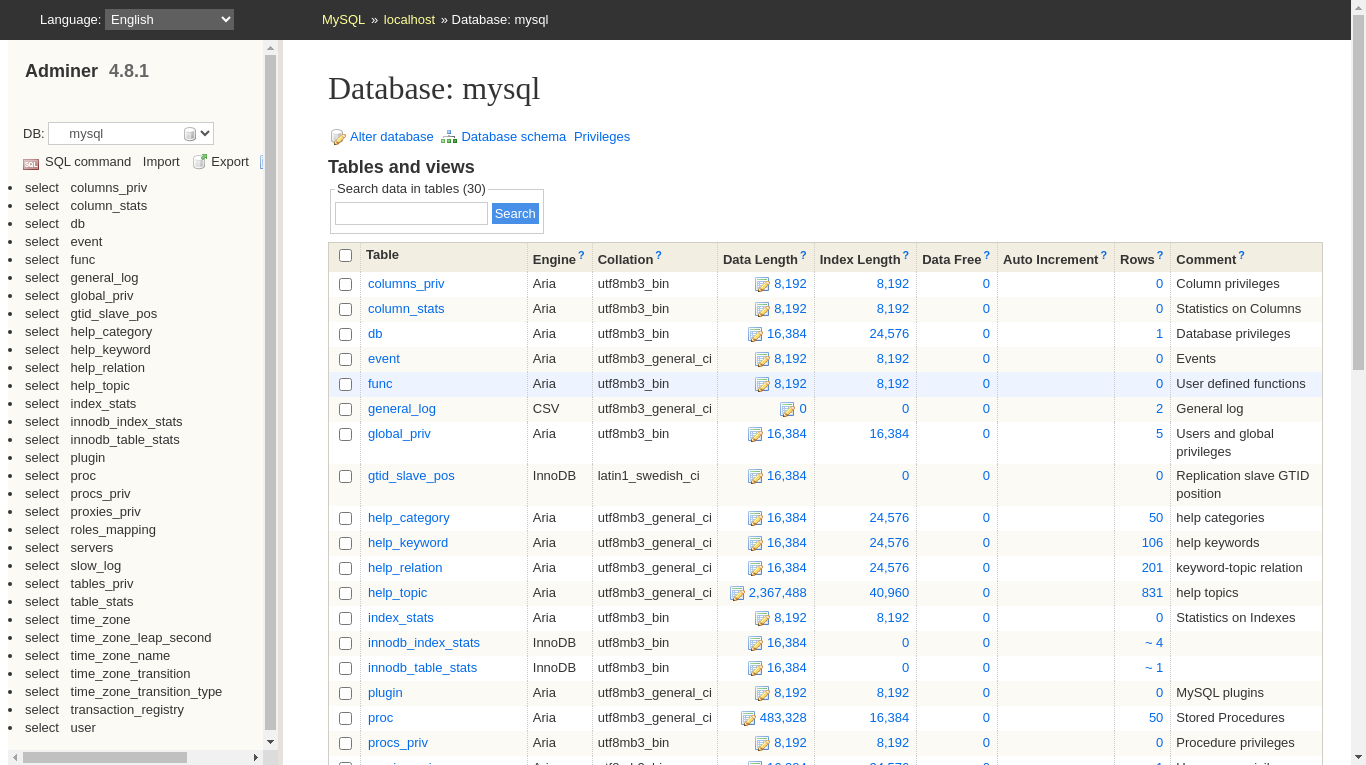 Language: English
MySQL » localhost » Database: mysql
Adminer 4.8.1
DB: mysql
SQL SQL command Import Export
select columns_priv
select column_stats
select db
select event
select func
select general_log
select global_priv
select gtid_slave_pos
select help_category
select help_keyword
select help_relation
select help_topic
select index_stats
select innodb_index_stats
select innodb_table_stats
select plugin
select proc
select procs_priv
select proxies_priv
select roles_mapping
select servers
select slow_log
select tables_priv
select table_stats
select time_zone
select time_zone_leap_second
select time_zone_name
select time_zone_transition
select time_zone_transition_type
select transaction_registry
select user
Database: mysql
Alter database Database schema Privileges
Tables and views
Search data in tables (30)
Search
Table Engine? Collation? Data Length? Index Length? Data Free? Auto Increment? Rows? Comment?
columns_priv Aria utf8mb3_bin 8,192 8,192 0 0 Column privileges
column_stats Aria utf8mb3_bin 8,192 8,192 0 0 Statistics on Columns
db Aria utf8mb3_bin 16,384 24,576 0 1 Database privileges
event Aria utf8mb3_general_ci 8,192 8,192 0 0 Events
func Aria utf8mb3_bin 8,192 8,192 0 0 User defined functions
general_log CSV utf8mb3_general_ci 0 0 0 2 General log
global_priv Aria utf8mb3_bin 16,384 16,384 0 5 Users and global
privileges
gtid_slave_pos InnoDB latin1_swedish_ci 16,384 0 0 0 Replication slave GTID
position
help_category Aria utf8mb3_general_ci 16,384 24,576 0 50 help categories
help_keyword Aria utf8mb3_general_ci 16,384 24,576 0 106 help keywords
help_relation Aria utf8mb3_general_ci 16,384 24,576 0 201 keyword-topic relation
help_topic Aria utf8mb3_general_ci 2,367,488 40,960 0 831 help topics
index_stats Aria utf8mb3_bin 8,192 8,192 0 0 Statistics on Indexes
innodb_index_stats InnoDB utf8mb3_bin 16,384 0 0 ~ 4
innodb_table_stats InnoDB utf8mb3_bin 16,384 0 0 ~ 1
plugin Aria utf8mb3_general_ci 8,192 8,192 0 0 MySQL plugins
proc Aria utf8mb3_general_ci 483,328 16,384 0 50 Stored Procedures
procs_priv Aria utf8mb3_bin 8,192 8,192 0 0 Procedure privileges